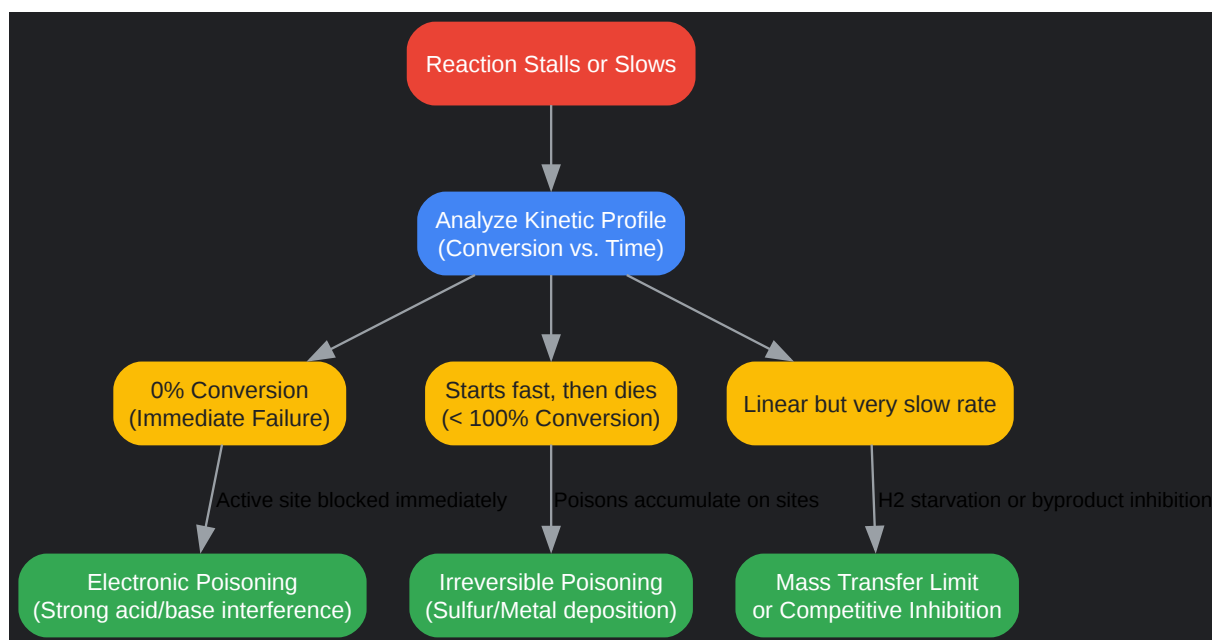 Reaction Stalls or Slows
Analyze Kinetic Profile
(Conversion vs. Time)
0% Conversion
(Immediate Failure)
Starts fast, then dies
(< 100% Conversion)
Linear but very slow rate
Active site blocked immediately
Poisons accumulate on sites
H2 starvation or byproduct inhibition
Electronic Poisoning
(Strong acid/base interference)
Irreversible Poisoning
(Sulfur/Metal deposition)
Mass Transfer Limit
or Competitive Inhibition